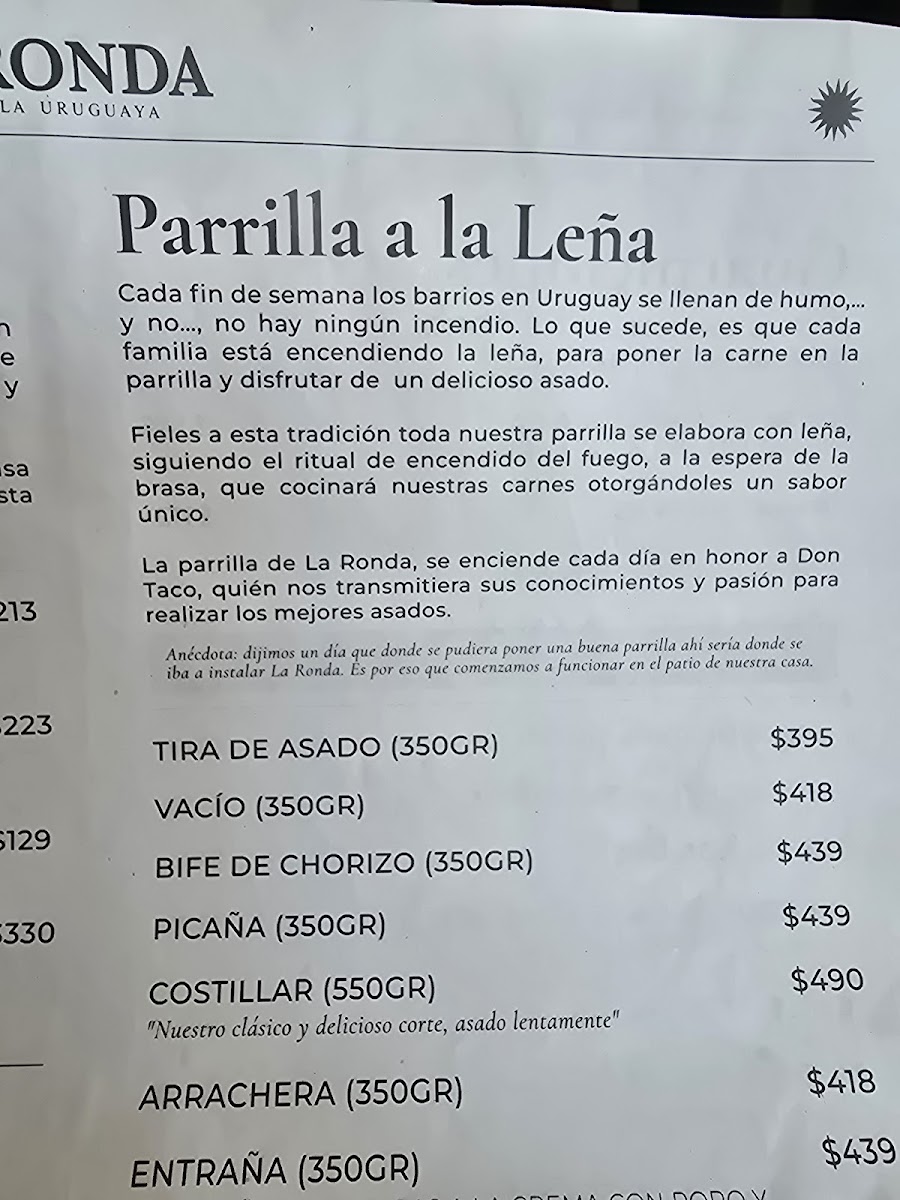 RONDA
LA URUGUAYA
Parrilla a la Leña
Cada fin de semana los barrios en Uruguay se llenan de humo,...
y no..., no hay ningún incendio. Lo que sucede, es que cada
familia está encendiendo la leña, para poner la carne en la
parrilla y disfrutar de un delicioso asado.
Fieles a esta tradición toda nuestra parrilla se elabora con leña,
siguiendo el ritual de encendido del fuego, a la espera de la
brasa, que cocinará nuestras carnes otorgándoles un sabor
único.
La parrilla de La Ronda, se enciende cada día en honor a Don
Taco, quién nos transmitiera sus conocimientos y pasión para
realizar los mejores asados.
Anécdota: dijimos un día que donde se pudiera poner una buena parrilla ahí sería donde se
iba a instalar La Ronda. Es por eso que comenzamos a funcionar en el patio de nuestra casa.
TIRA DE ASADO (350GR) $395
VACÍO (350GR) $418
BIFE DE CHORIZO (350GR) $439
PICAÑA (350GR) $439
COSTILLAR (550GR) $490
"Nuestro clásico y delicioso corte, asado lentamente"
ARRACHERA (350GR) $418
ENTRAÑA (350GR) $439
y
213
$223
$129
$330